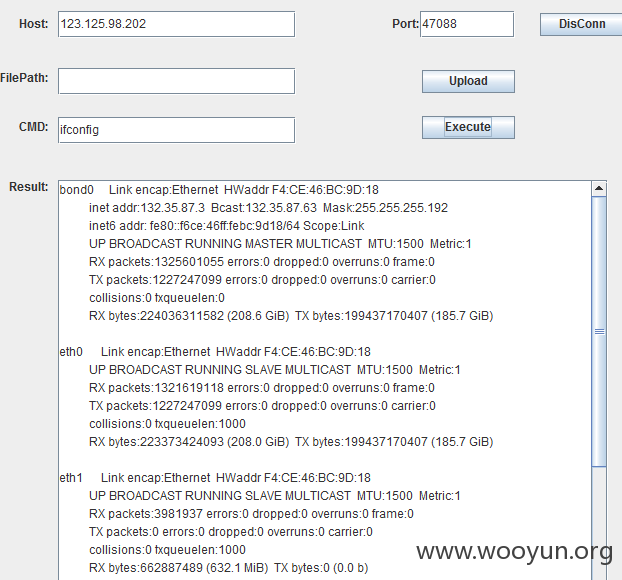 Host: 123.125.98.202 Port: 47088 DisConn
FilePath: Upload
CMD: ifconfig Execute
Result:
bond0 Link encap:Ethernet HWaddr F4:CE:46:BC:9D:18
inet addr:132.35.87.3 Bcast:132.35.87.63 Mask:255.255.255.192
inet6 addr: fe80::f6ce:46ff:febc:9d18/64 Scope:Link
UP BROADCAST RUNNING MASTER MULTICAST MTU:1500 Metric:1
RX packets:1325601055 errors:0 dropped:0 overruns:0 frame:0
TX packets:1227247099 errors:0 dropped:0 overruns:0 carrier:0
collisions:0 txqueuelen:0
RX bytes:224036311582 (208.6 GiB) TX bytes:199437170407 (185.7 GiB)
eth0 Link encap:Ethernet HWaddr F4:CE:46:BC:9D:18
UP BROADCAST RUNNING SLAVE MULTICAST MTU:1500 Metric:1
RX packets:1321619118 errors:0 dropped:0 overruns:0 frame:0
TX packets:1227247099 errors:0 dropped:0 overruns:0 carrier:0
collisions:0 txqueuelen:1000
RX bytes:223373424093 (208.0 GiB) TX bytes:199437170407 (185.7 GiB)
eth1 Link encap:Ethernet HWaddr F4:CE:46:BC:9D:18
UP BROADCAST RUNNING SLAVE MULTICAST MTU:1500 Metric:1
RX packets:3981937 errors:0 dropped:0 overruns:0 frame:0
TX packets:0 errors:0 dropped:0 overruns:0 carrier:0
collisions:0 txqueuelen:1000
RX bytes:662887489 (632.1 MiB) TX bytes:0 (0.0 b)
www.wooyun.org